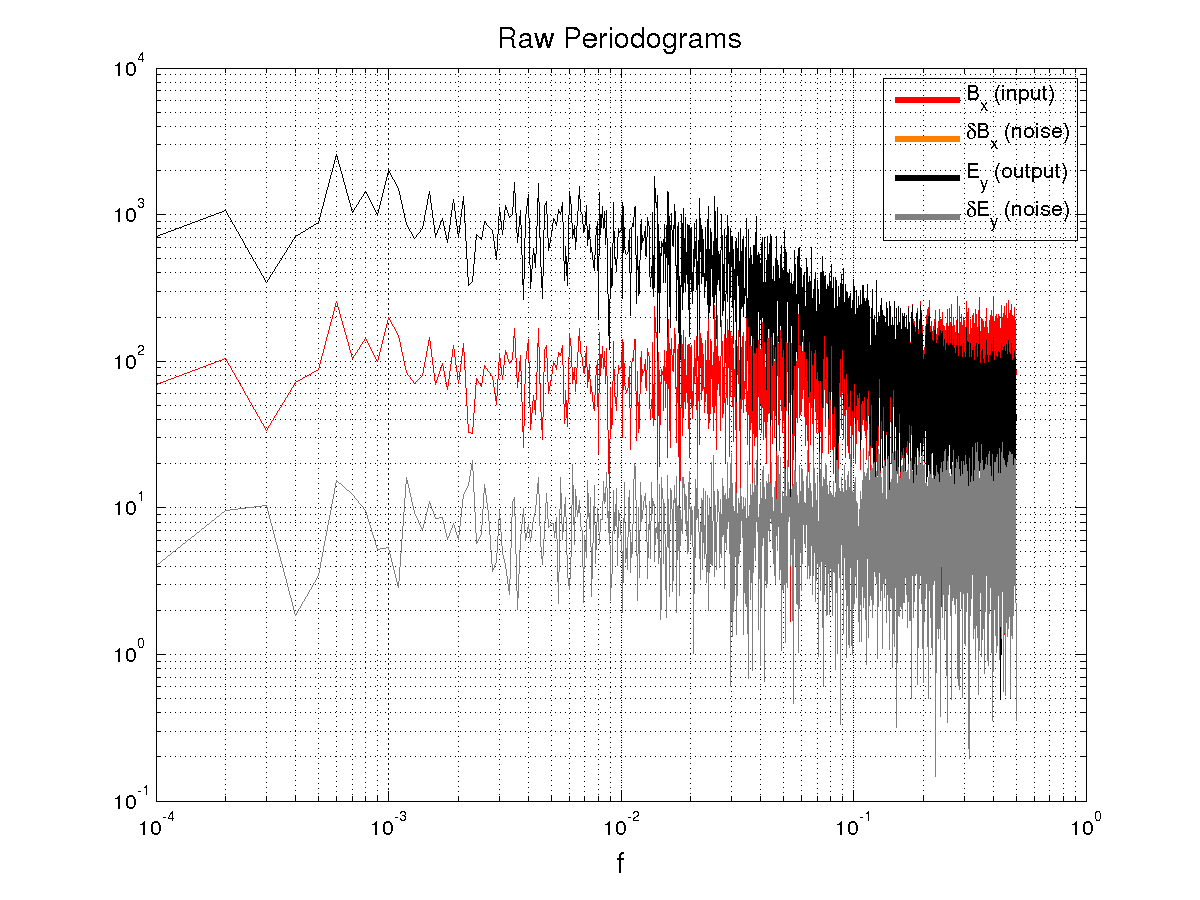 Raw Periodograms
10^4
10^3
10^2
10^1
10^0
10^-1
10^-4
10^-3
10^-2
10^-1
10^0
f
B_x (input)
δB_x (noise)
E_y (output)
δE_y (noise)